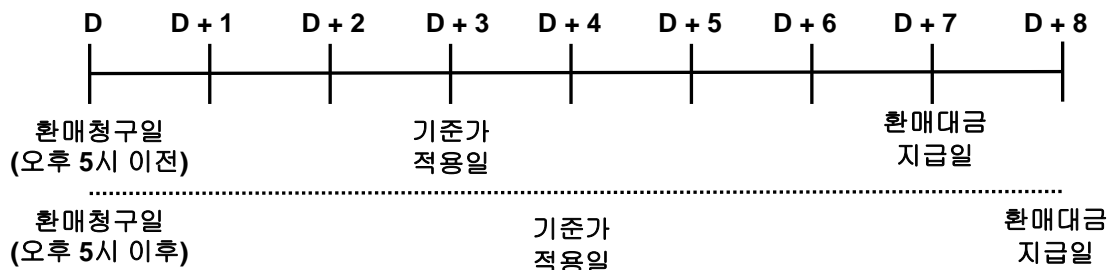 D D + 1 D + 2 D + 3 D + 4 D + 5 D + 6 D + 7 D + 8
환매청구일 기준가 환매대금
(오후 5시 이전) 적용일 지급일
환매청구일 기준가 환매대금
(오후 5시 이후) 적용일 지급일